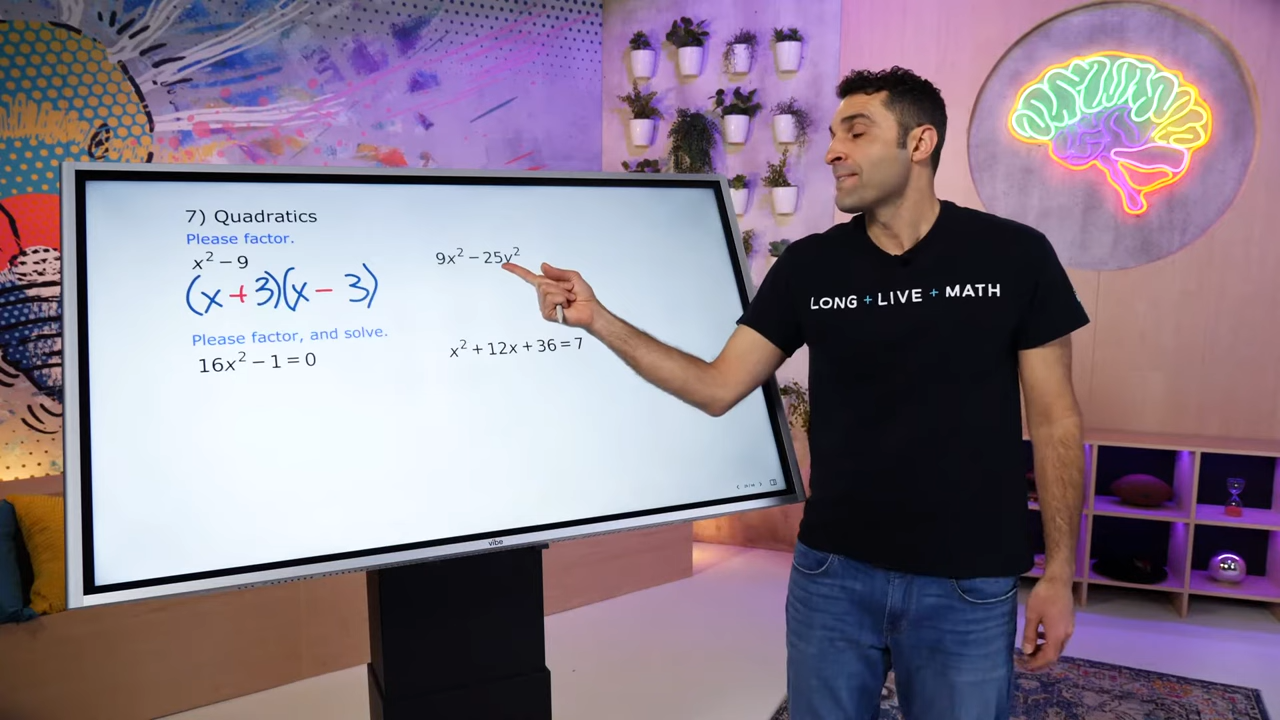 7) Quadratics
Please factor.
x² − 9
(x + 3)(x − 3)
9x² − 25y²
Please factor, and solve.
16x² − 1 = 0
x² + 12x + 36 = 7
vibe
LONG + LIVE + MATH